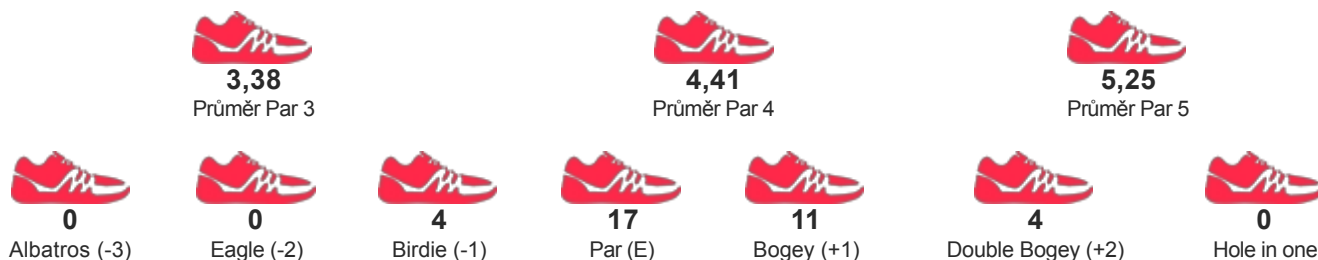 3,38
Průměr Par 3
4,41
Průměr Par 4
5,25
Průměr Par 5
0
Albatros (-3)
0
Eagle (-2)
4
Birdie (-1)
17
Par (E)
11
Bogey (+1)
4
Double Bogey (+2)
0
Hole in one